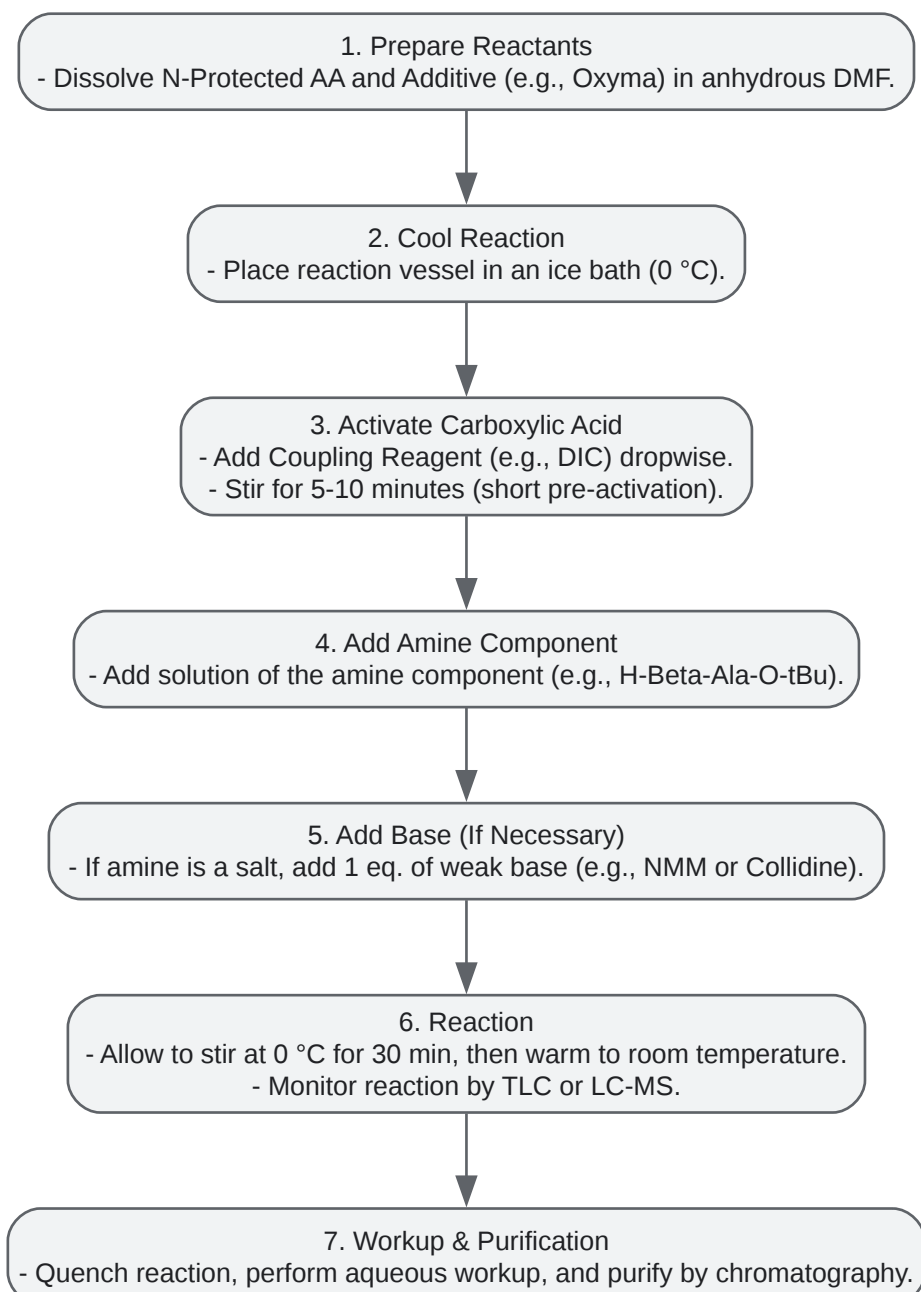 1. Prepare Reactants
- Dissolve N-Protected AA and Additive (e.g., Oxyma) in anhydrous DMF.
2. Cool Reaction
- Place reaction vessel in an ice bath (0 °C).
3. Activate Carboxylic Acid
- Add Coupling Reagent (e.g., DIC) dropwise.
- Stir for 5-10 minutes (short pre-activation).
4. Add Amine Component
- Add solution of the amine component (e.g., H-Beta-Ala-O-tBu).
5. Add Base (If Necessary)
- If amine is a salt, add 1 eq. of weak base (e.g., NMM or Collidine).
6. Reaction
- Allow to stir at 0 °C for 30 min, then warm to room temperature.
- Monitor reaction by TLC or LC-MS.
7. Workup & Purification
- Quench reaction, perform aqueous workup, and purify by chromatography.